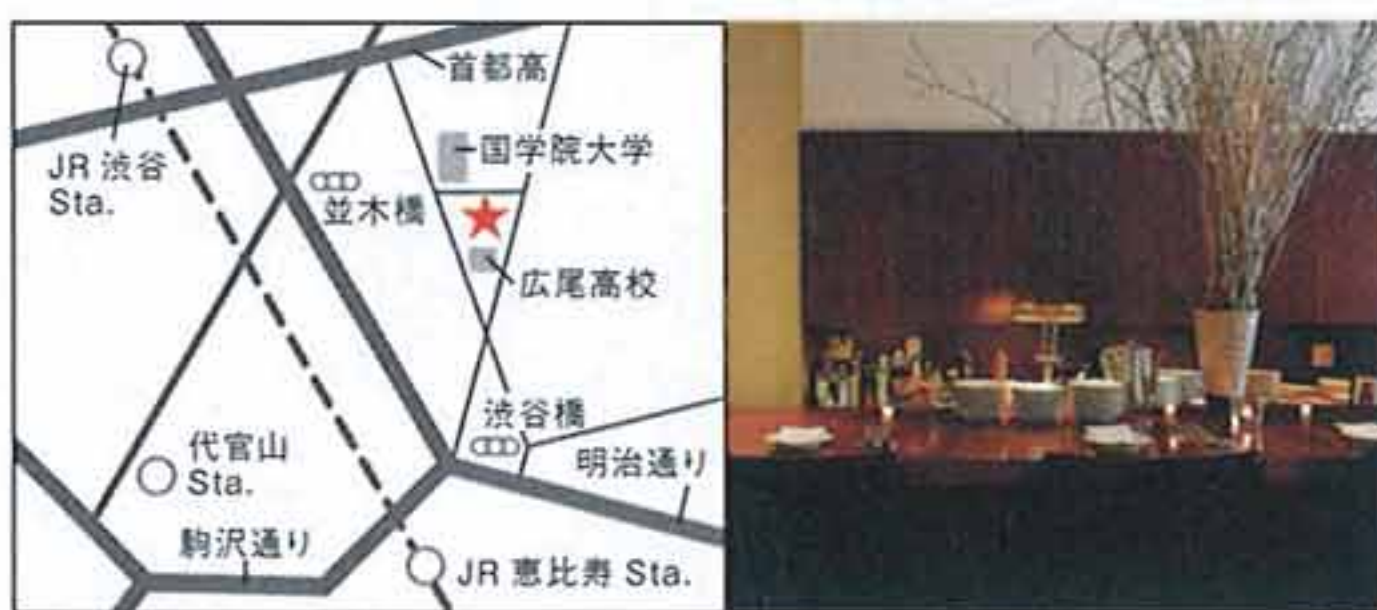 首都高
国学院大学
JR 渋谷
Sta.
並木橋
広尾高校
渋谷橋
代官山
Sta.
明治通り
駒沢通り
JR 恵比寿 Sta.